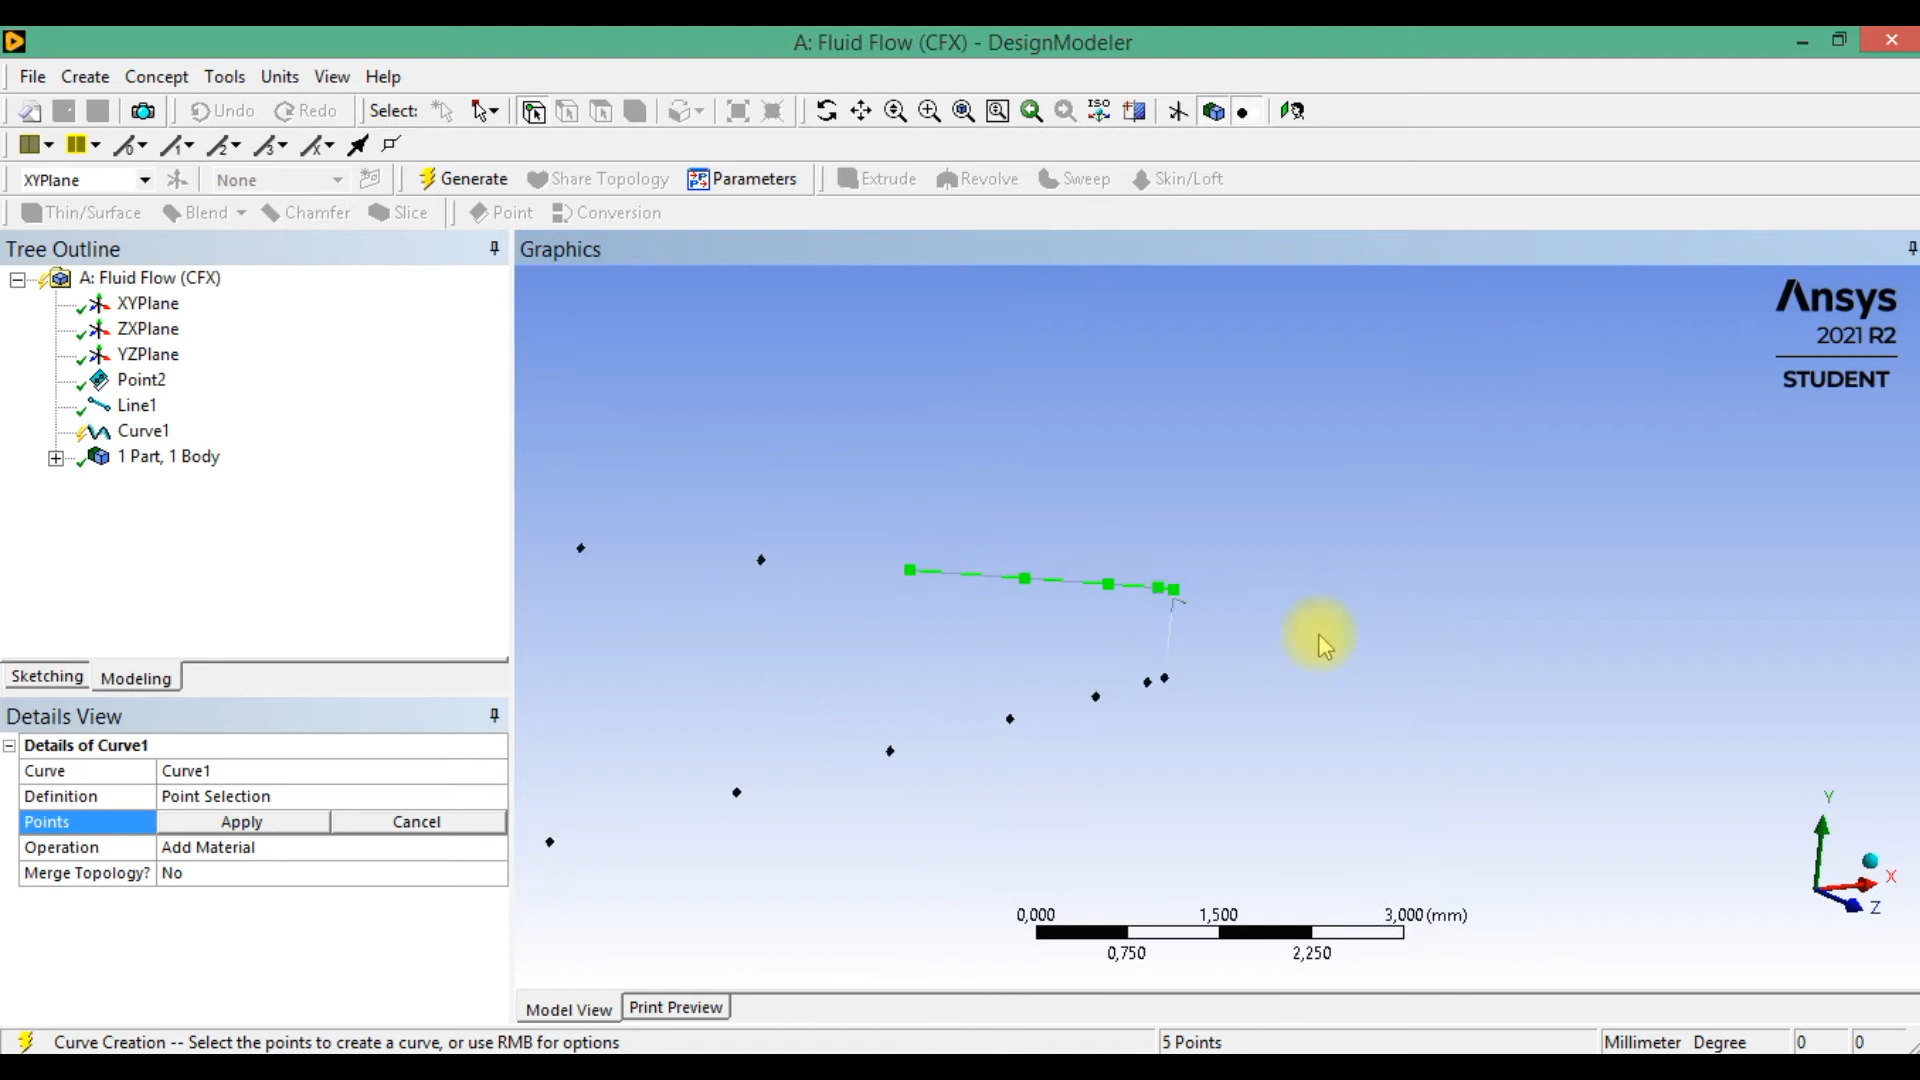 A: Fluid Flow (CFX) - DesignModeler
File Create Concept Tools Units View Help
Undo Redo Select: ISO
0 1 2 3 x
XYPlane None Generate Share Topology Parameters Extrude Revolve Sweep Skin/Loft
Thin/Surface Blend Chamfer Slice Point Conversion
Tree Outline
Graphics
A: Fluid Flow (CFX)
XYPlane
ZXPlane
YZPlane
Point2
Line1
Curve1
1 Part, 1 Body
Ansys
2021 R2
STUDENT
Sketching Modeling
Details View
Details of Curve1
Curve Curve1
Definition Point Selection
Points Apply Cancel
Operation Add Material
Merge Topology? No
Y
X
Z
0,000 1,500 3,000 (mm)
0,750 2,250
Model View Print Preview
Curve Creation -- Select the points to create a curve, or use RMB for options 5 Points Millimeter Degree 0 0